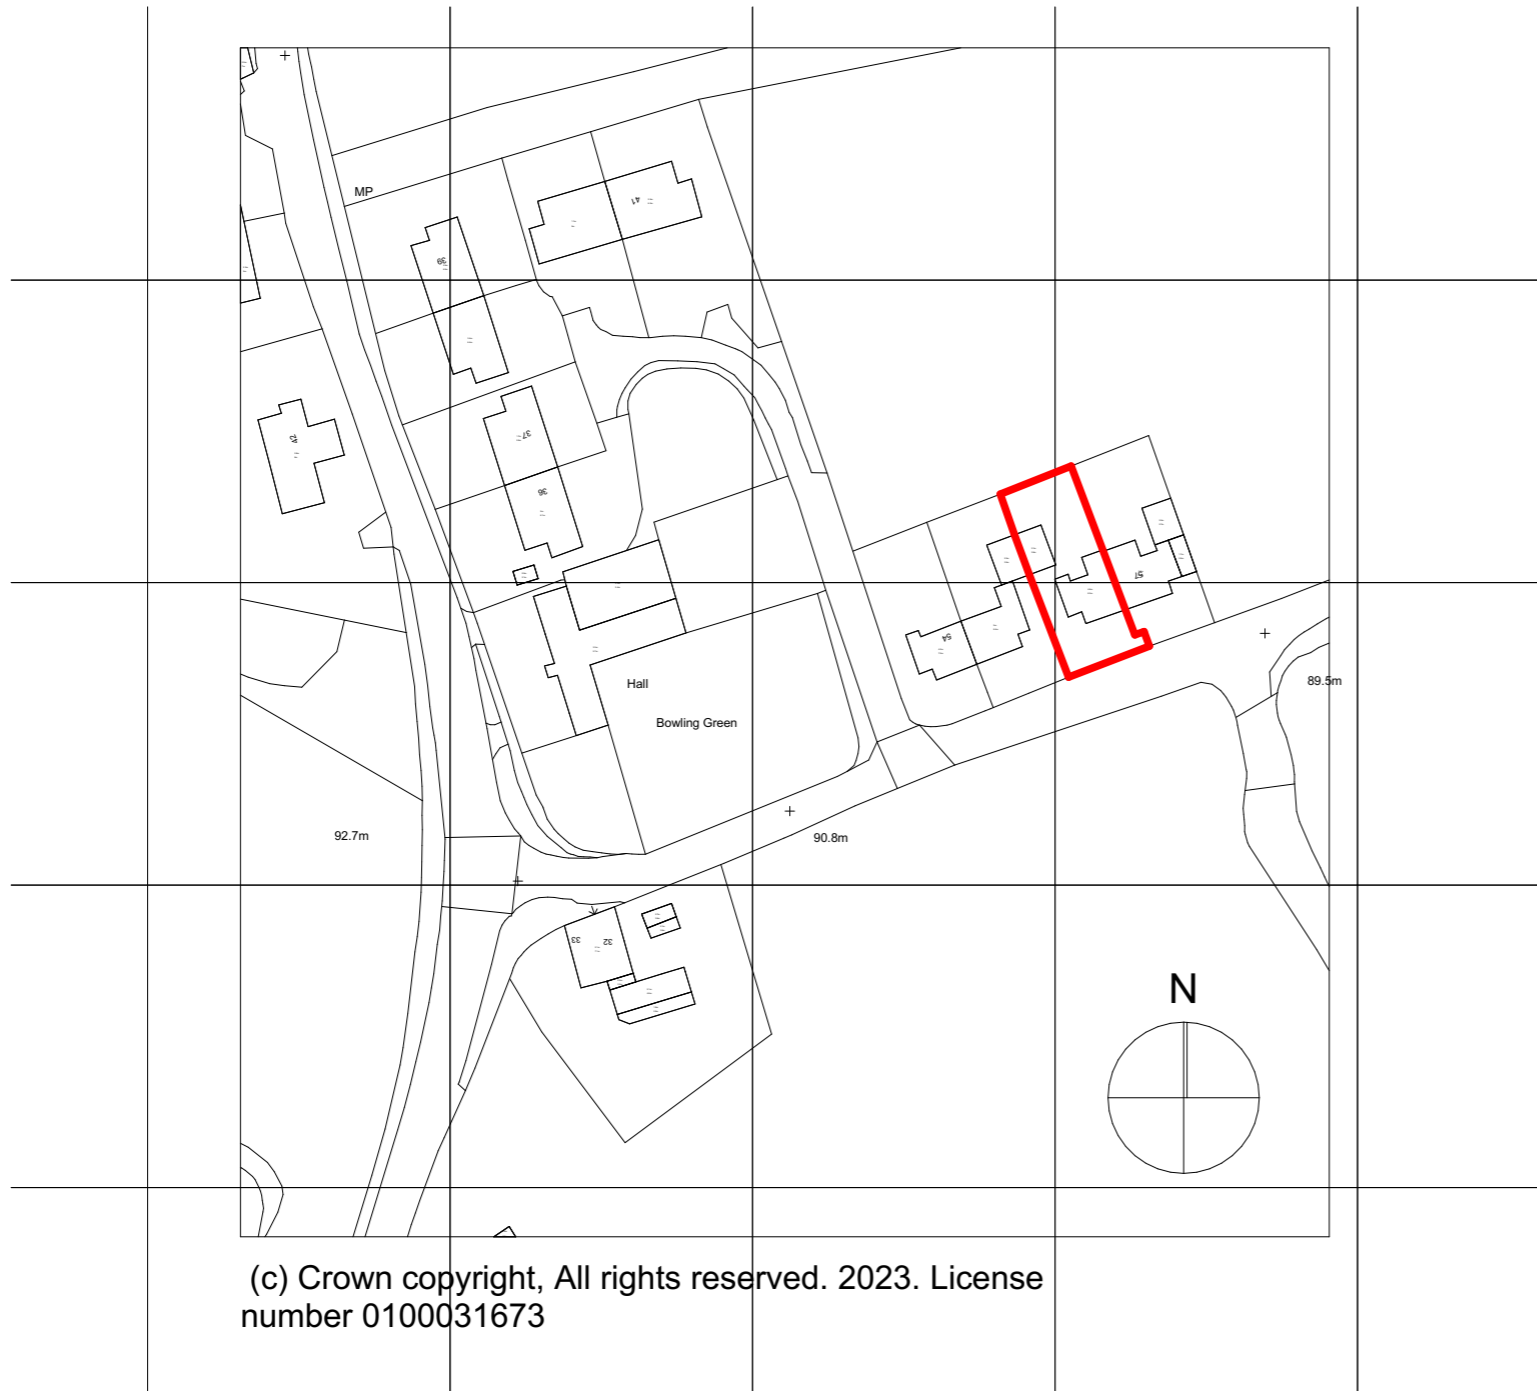 MP
41
39
42
37
36
57
54
Hall
89.5m
Bowling Green
92.7m
90.8m
33
32
N
(c) Crown copyright, All rights reserved. 2023. License
number 0100031673